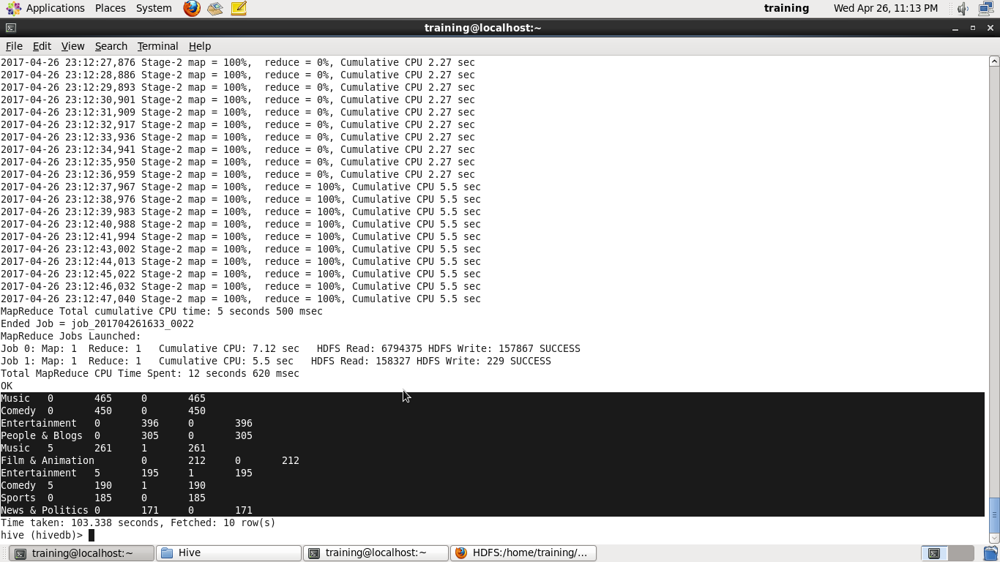 Applications Places System training Wed Apr 26, 11:13 PM
training@localhost:~
File Edit View Search Terminal Help
2017-04-26 23:12:27,876 Stage-2 map = 100%,  reduce = 0%, Cumulative CPU 2.27 sec
2017-04-26 23:12:28,886 Stage-2 map = 100%,  reduce = 0%, Cumulative CPU 2.27 sec
2017-04-26 23:12:29,893 Stage-2 map = 100%,  reduce = 0%, Cumulative CPU 2.27 sec
2017-04-26 23:12:30,901 Stage-2 map = 100%,  reduce = 0%, Cumulative CPU 2.27 sec
2017-04-26 23:12:31,909 Stage-2 map = 100%,  reduce = 0%, Cumulative CPU 2.27 sec
2017-04-26 23:12:32,917 Stage-2 map = 100%,  reduce = 0%, Cumulative CPU 2.27 sec
2017-04-26 23:12:33,936 Stage-2 map = 100%,  reduce = 0%, Cumulative CPU 2.27 sec
2017-04-26 23:12:34,941 Stage-2 map = 100%,  reduce = 0%, Cumulative CPU 2.27 sec
2017-04-26 23:12:35,950 Stage-2 map = 100%,  reduce = 0%, Cumulative CPU 2.27 sec
2017-04-26 23:12:36,959 Stage-2 map = 100%,  reduce = 0%, Cumulative CPU 2.27 sec
2017-04-26 23:12:37,967 Stage-2 map = 100%,  reduce = 100%, Cumulative CPU 5.5 sec
2017-04-26 23:12:38,976 Stage-2 map = 100%,  reduce = 100%, Cumulative CPU 5.5 sec
2017-04-26 23:12:39,983 Stage-2 map = 100%,  reduce = 100%, Cumulative CPU 5.5 sec
2017-04-26 23:12:40,988 Stage-2 map = 100%,  reduce = 100%, Cumulative CPU 5.5 sec
2017-04-26 23:12:41,994 Stage-2 map = 100%,  reduce = 100%, Cumulative CPU 5.5 sec
2017-04-26 23:12:43,002 Stage-2 map = 100%,  reduce = 100%, Cumulative CPU 5.5 sec
2017-04-26 23:12:44,013 Stage-2 map = 100%,  reduce = 100%, Cumulative CPU 5.5 sec
2017-04-26 23:12:45,022 Stage-2 map = 100%,  reduce = 100%, Cumulative CPU 5.5 sec
2017-04-26 23:12:46,032 Stage-2 map = 100%,  reduce = 100%, Cumulative CPU 5.5 sec
2017-04-26 23:12:47,040 Stage-2 map = 100%,  reduce = 100%, Cumulative CPU 5.5 sec
MapReduce Total cumulative CPU time: 5 seconds 500 msec
Ended Job = job_201704261633_0022
MapReduce Jobs Launched:
Job 0: Map: 1  Reduce: 1   Cumulative CPU: 7.12 sec   HDFS Read: 6794375 HDFS Write: 157867 SUCCESS
Job 1: Map: 1  Reduce: 1   Cumulative CPU: 5.5 sec   HDFS Read: 158327 HDFS Write: 229 SUCCESS
Total MapReduce CPU Time Spent: 12 seconds 620 msec
OK
Music 0 465 0 465
Comedy 0 450 0 450
Entertainment 0 396 0 396
People & Blogs 0 305 0 305
Music 5 261 1 261
Film & Animation 0 212 0 212
Entertainment 5 195 1 195
Comedy 5 190 1 190
Sports 0 185 0 185
News & Politics 0 171 0 171
Time taken: 103.338 seconds, Fetched: 10 row(s)
hive (hivedb)>
training@localhost:~ Hive training@localhost:~ HDFS:/home/training/...